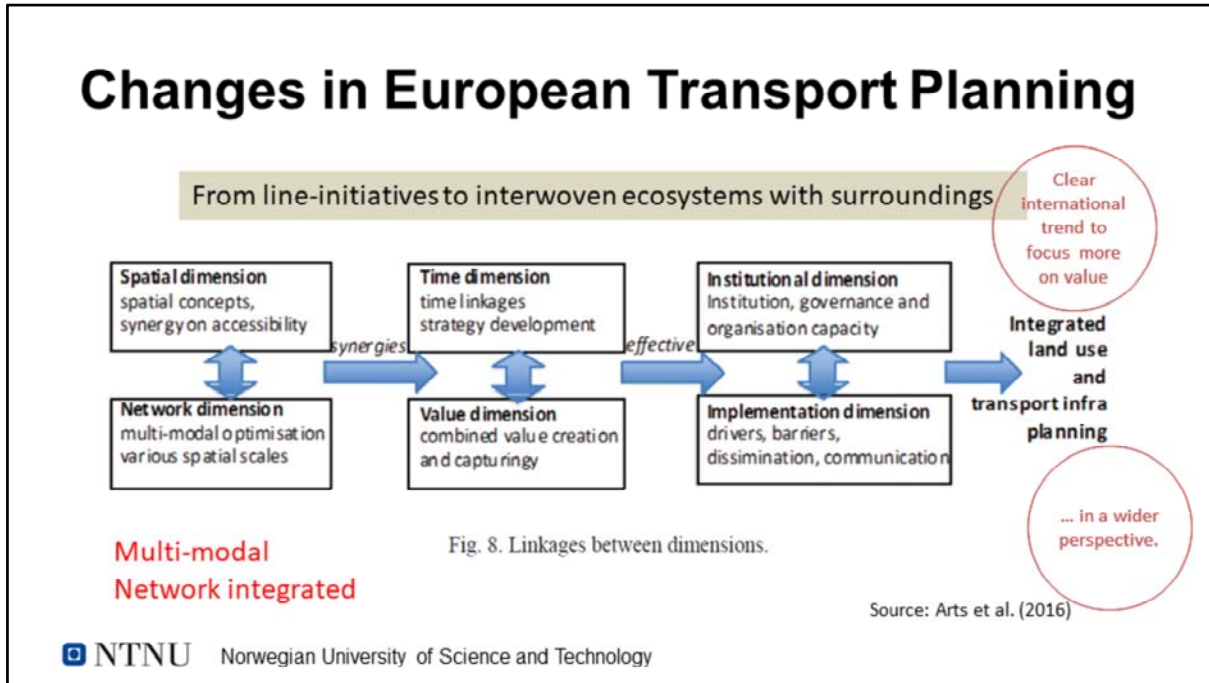 Changes in European Transport Planning
From line-initiatives to interwoven ecosystems with surroundings
Clear
international
trend to
focus more
on value
Spatial dimension
spatial concepts,
synergy on accessibility
synergies
Network dimension
multi-modal optimisation
various spatial scales
Time dimension
time linkages
strategy development
effective
Value dimension
combined value creation
and capturingy
Institutional dimension
Institution, governance and
organisation capacity
Implementation dimension
drivers, barriers,
dissimination, communication
Integrated
land use
and
transport infra
planning
... in a wider
perspective.
Multi-modal
Network integrated
Fig. 8. Linkages between dimensions.
Source: Arts et al. (2016)
NTNU Norwegian University of Science and Technology